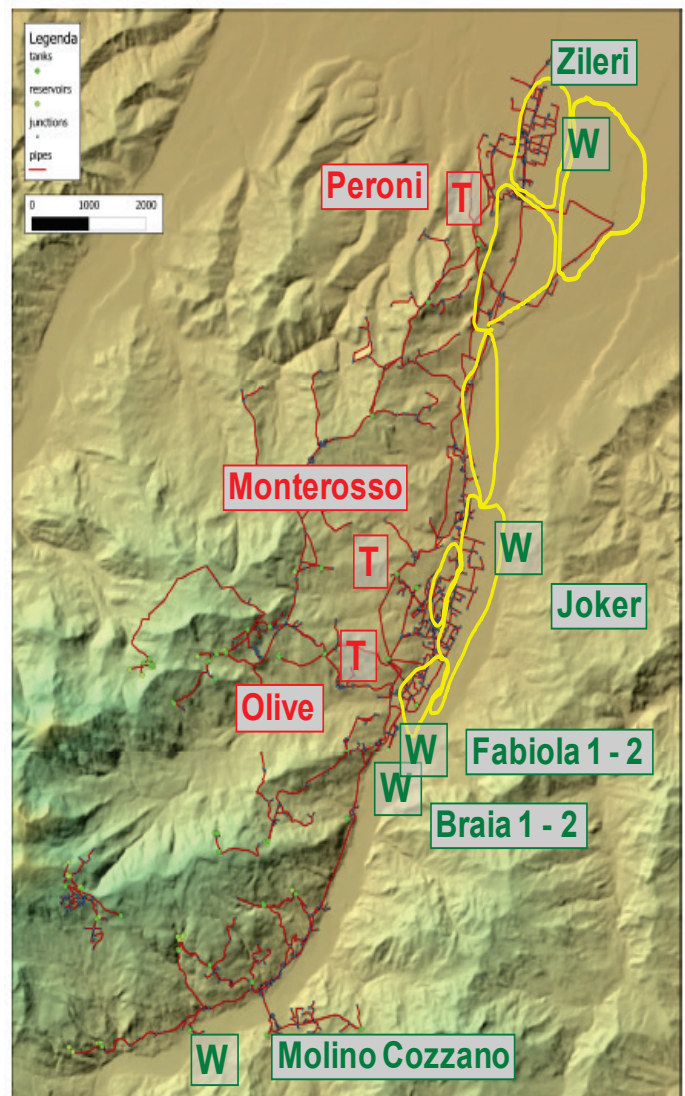 Legenda
tanks
reservoirs
junctions
pipes
0 1000 2000
Zileri
W
Peroni
T
Monterosso
W
T
Joker
T
Olive
W
Fabiola 1 - 2
W
Braia 1 - 2
W
Molino Cozzano